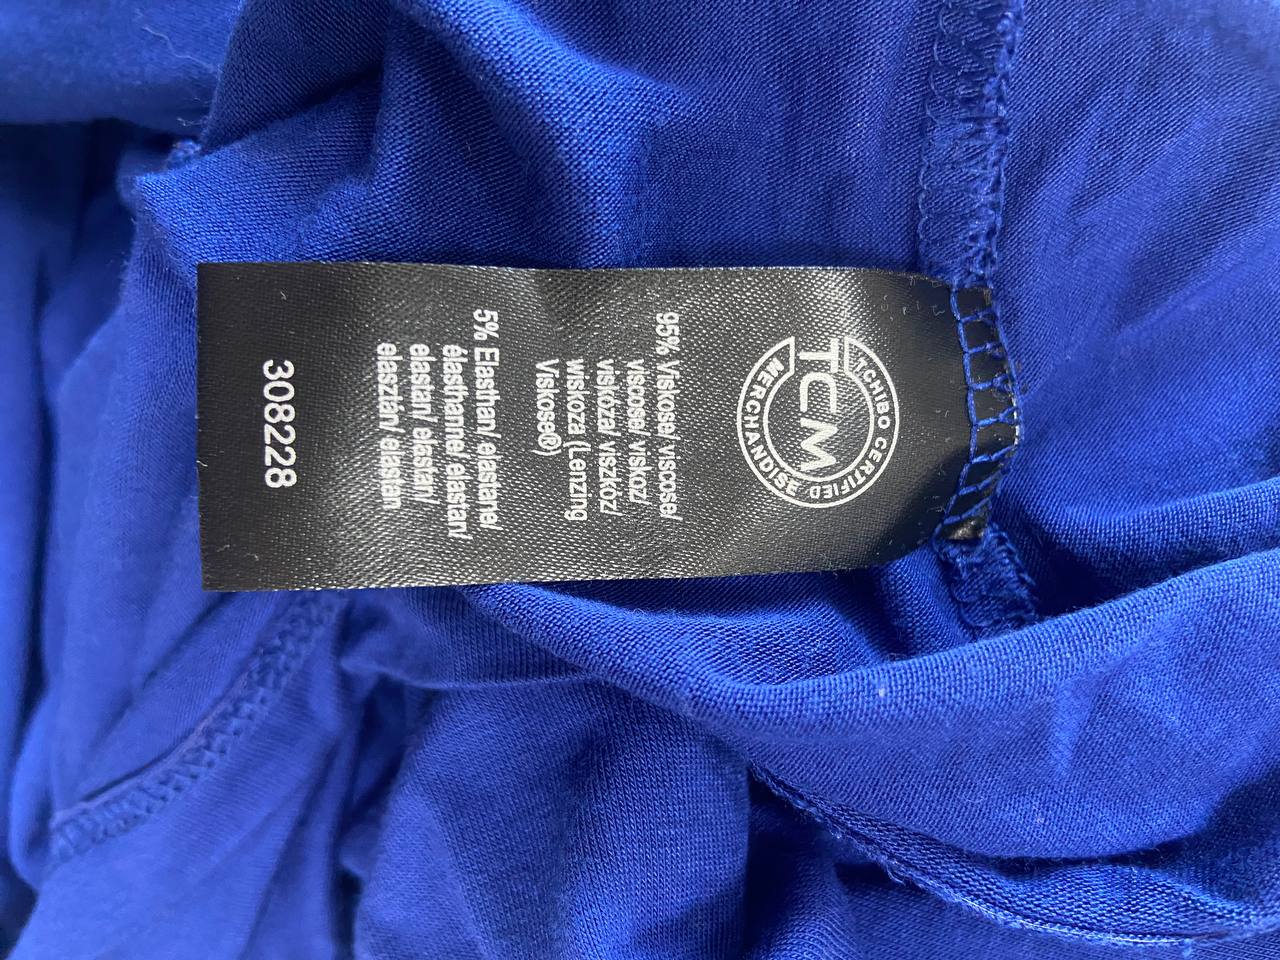 TCM
TCHIBO CERTIFIED
MERCHANDISE
95% Viskose/ viscose/
viscose/ viskoz/
viskóza/ viszkóz/
wiskoza (Lenzing
Viskose®)
5% Elasthan/ elastane/
élasthanne/ elastan/
elastan/ elastan/
elasztán/ elastan
308228